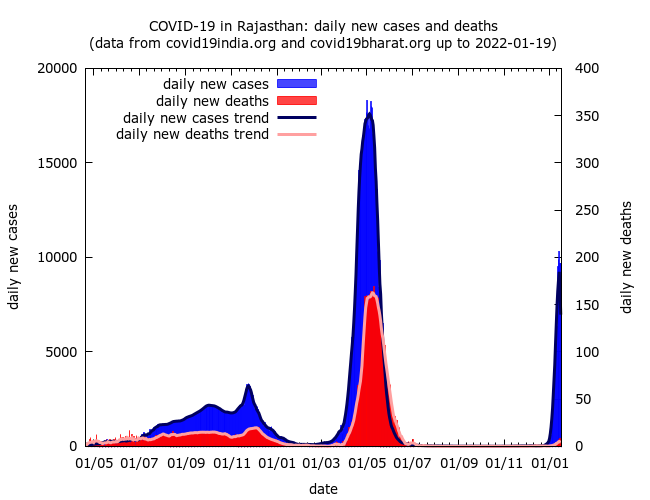 COVID-19 in Rajasthan: daily new cases and deaths
(data from covid19india.org and covid19bharat.org up to 2022-01-19)
daily new cases
daily new deaths
daily new cases trend
daily new deaths trend
20000
15000
10000
5000
0
daily new cases
400
350
300
250
200
150
100
50
0
daily new deaths
01/05 01/07 01/09 01/11 01/01 01/03 01/05 01/07 01/09 01/11 01/01
date